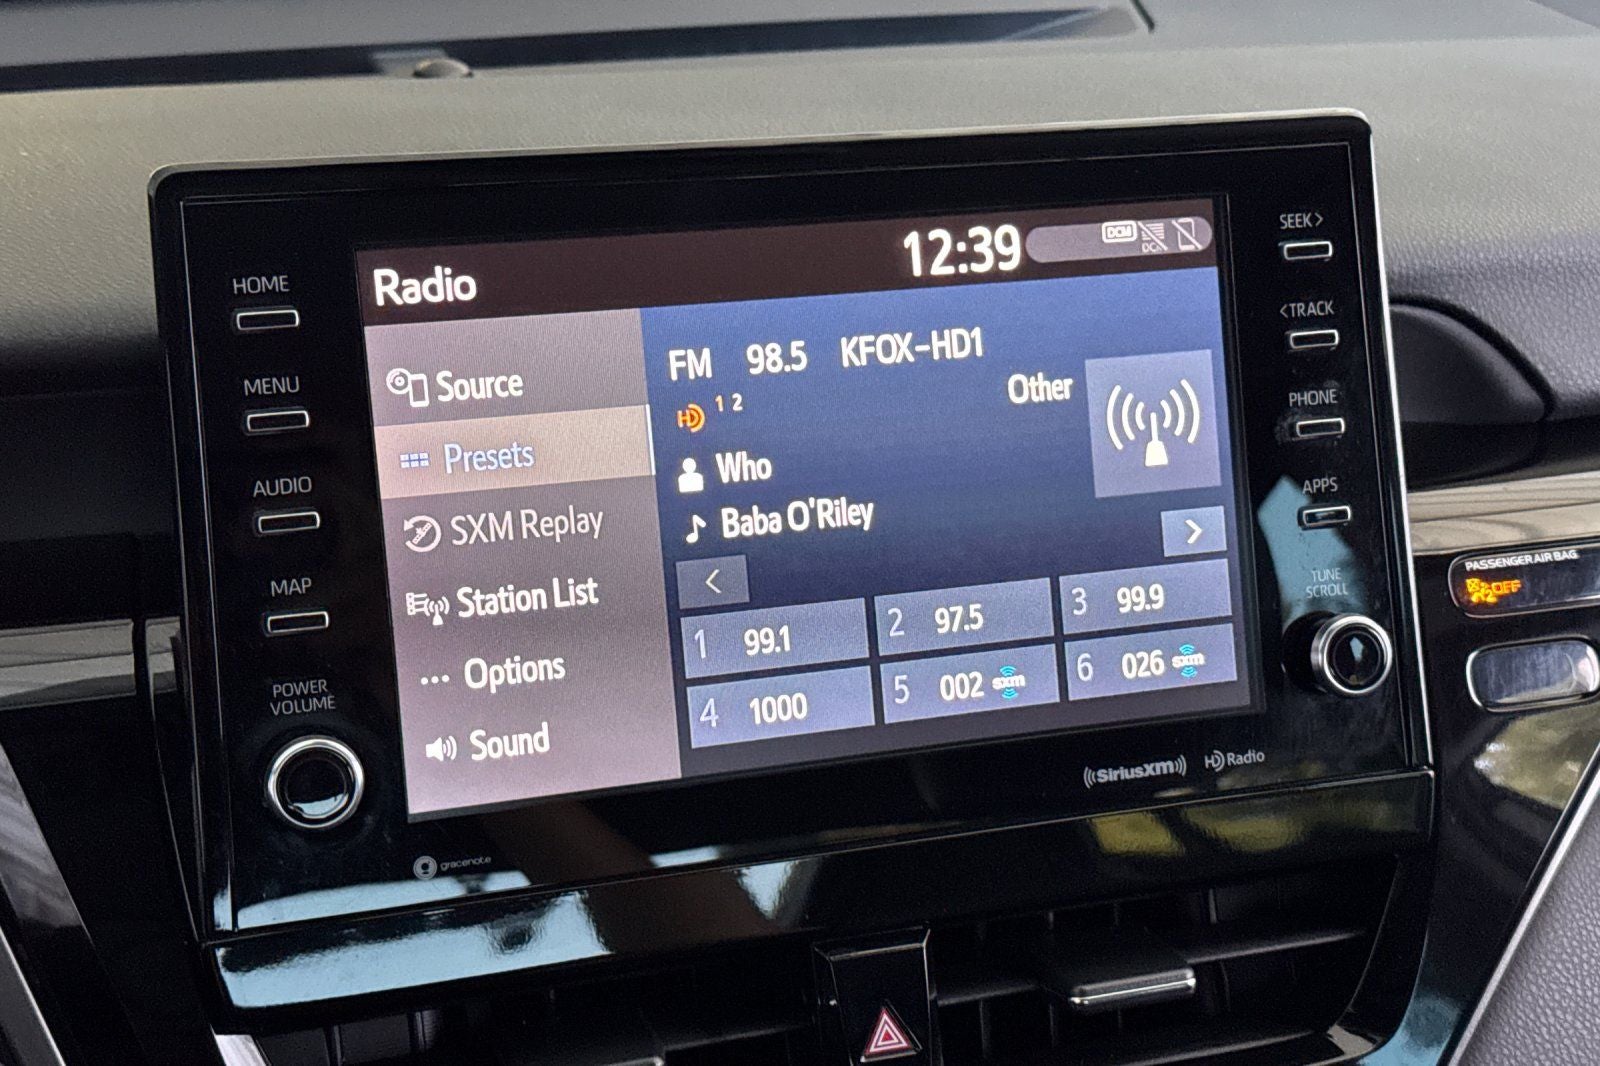 HOME
MENU
AUDIO
MAP
POWER
VOLUME
Radio
12:39
DCM
DCM
Source
Presets
SXM Replay
Station List
Options
Sound
FM 98.5 KFOX-HD1
HD 1 2
Other
Who
Baba O'Riley
<
>
1 99.1
2 97.5
3 99.9
4 1000
5 002 sxm
6 026 sxm
SEEK>
<TRACK
PHONE
APPS
TUNE
SCROLL
PASSENGER AIR BAG
2 OFF
gracenote
SiriusXM
HD Radio